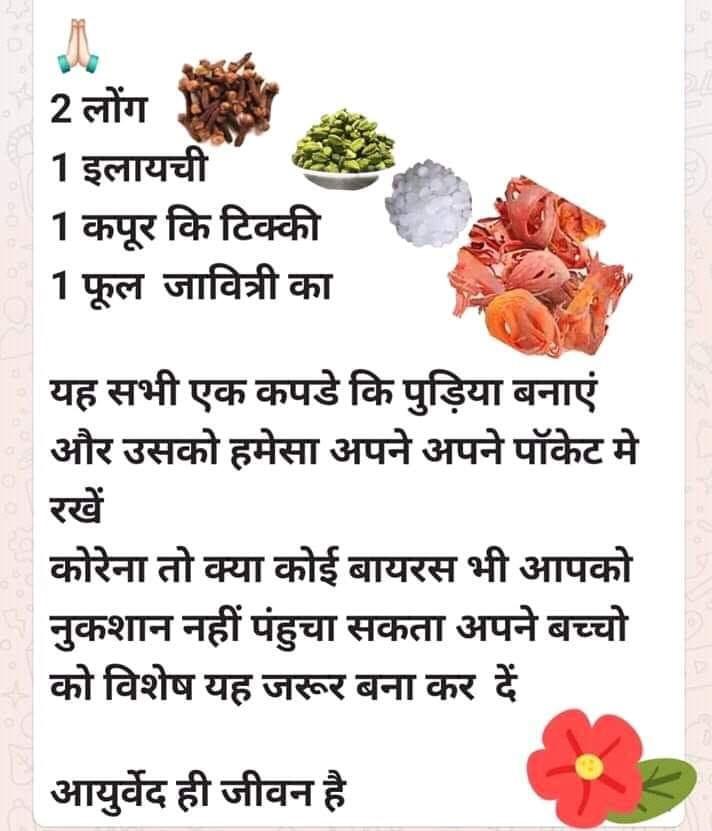 2 लोंग
1 इलायची
1 कपूर कि टिक्की
1 फूल जावित्री का
यह सभी एक कपडे कि पुड़िया बनाएं
और उसको हमेसा अपने अपने पॉकेट मे
रखें
कोरेना तो क्या कोई बायरस भी आपको
नुकशान नहीं पंहुचा सकता अपने बच्चो
को विशेष यह जरूर बना कर दें
आयुर्वेद ही जीवन है